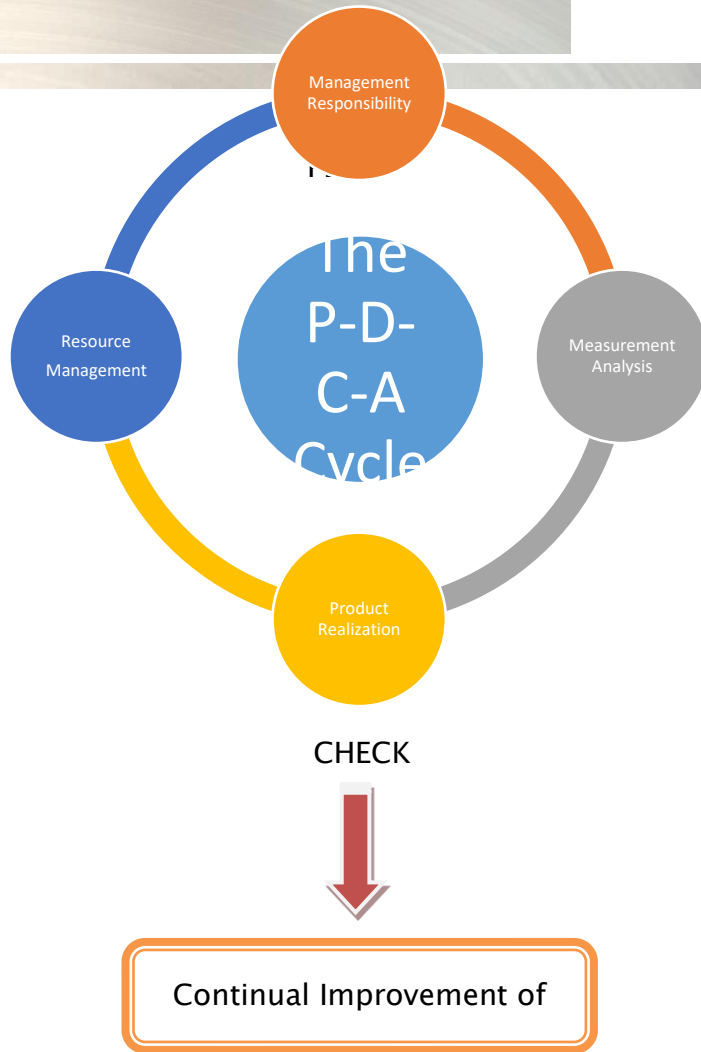 Management
Responsibility
The
P-D-
C-A
Cycle
Resource
Management
Measurement
Analysis
Product
Realization
CHECK
Continual Improvement of